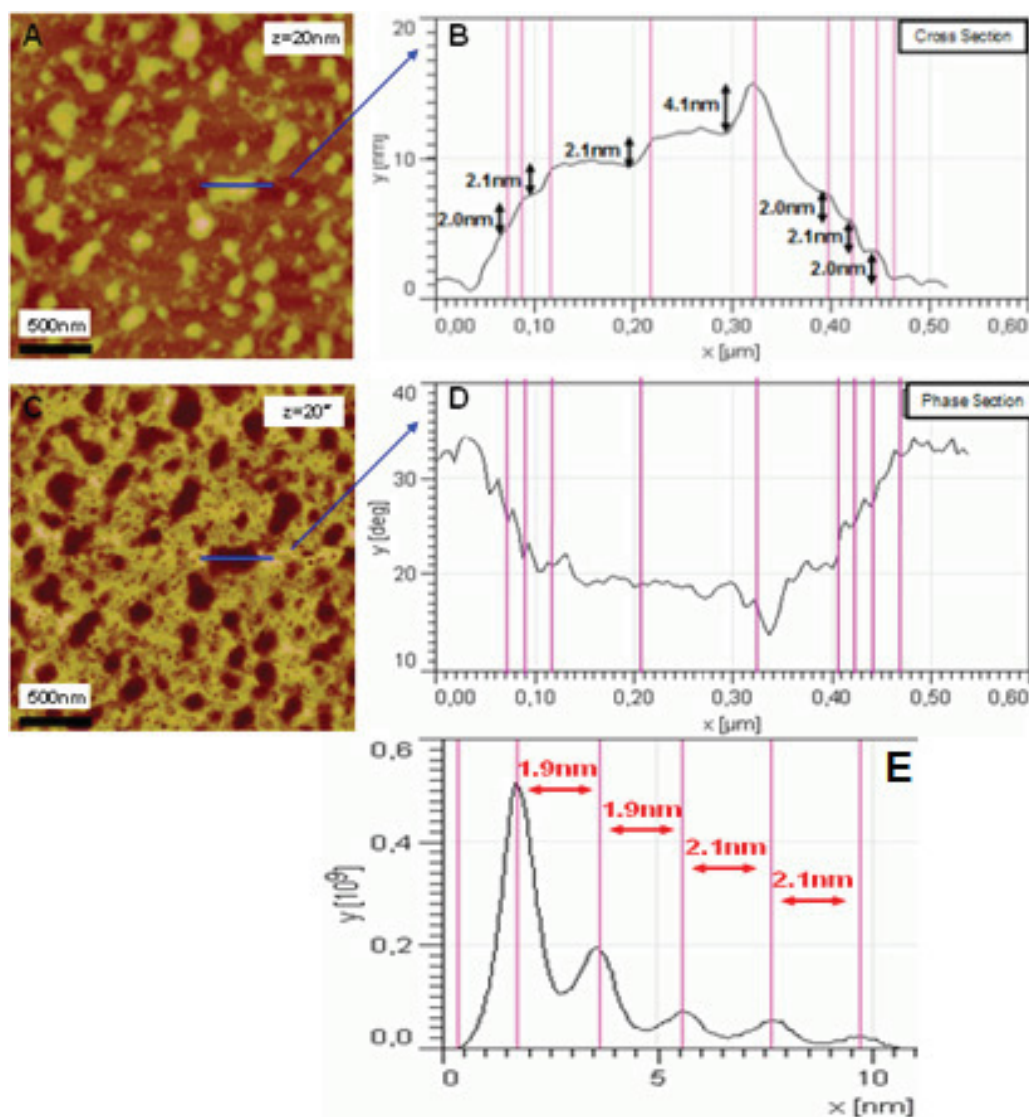 A
z=20nm
500nm
B
Cross Section
20
10
0
y [nm]
2.0nm
2.1nm
2.1nm
4.1nm
2.0nm
2.1nm
2.0nm
0,00 0,10 0,20 0,30 0,40 0,50 0,60
x [µm]
C
z=20°
500nm
D
Phase Section
40
30
20
10
y [deg]
0,00 0,10 0,20 0,30 0,40 0,50 0,60
x [µm]
E
0,6
0,4
0,2
0,0
y [10⁹]
1.9nm
1.9nm
2.1nm
2.1nm
0 5 10
x [nm]